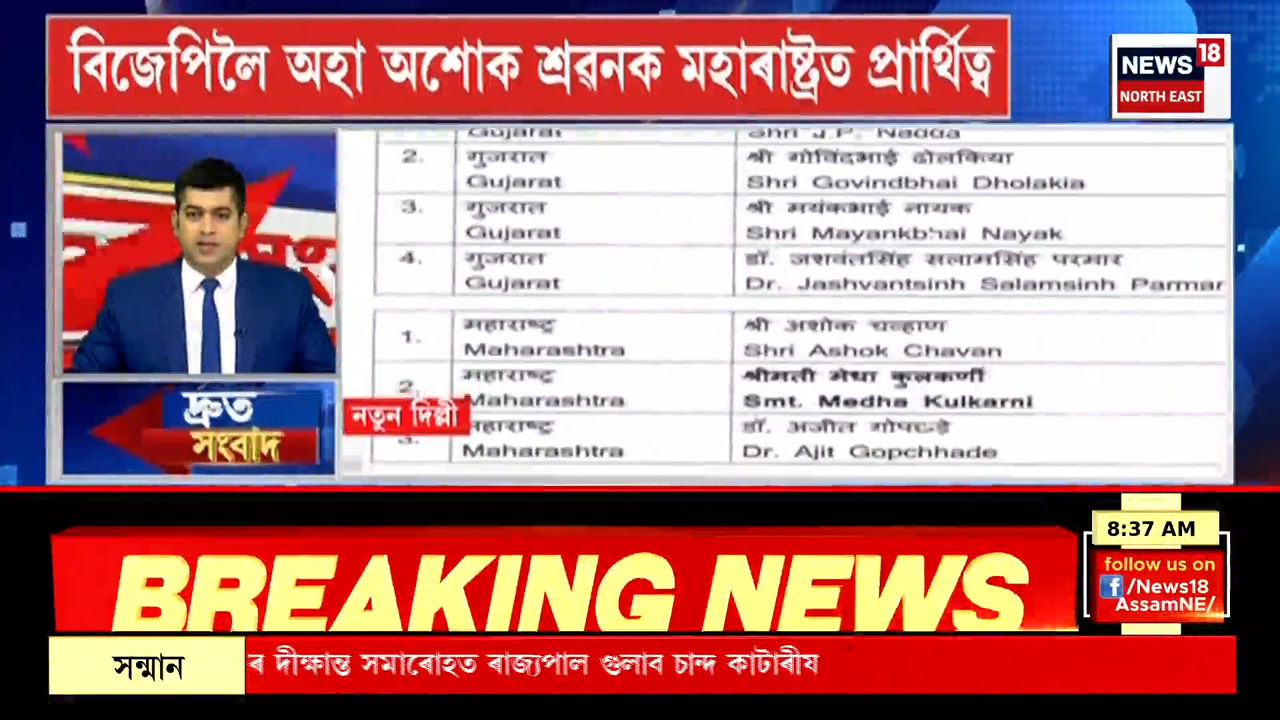 বিজেপিলৈ অহা অশোক শ্ৰৱনক মহাৰাষ্ট্ৰত প্ৰাৰ্থিত্ব
NEWS 18
NORTH EAST
Gujarat Shri J.P. Nadda
2. गुजरात श्री गोविंदभाई ढोलकिया
Gujarat Shri Govindbhai Dholakia
3. गुजरात श्री मयंकभाई नायक
Gujarat Shri Mayankbhai Nayak
4. गुजरात डॉ. जशवंतसिंह सलामसिंह परमार
Gujarat Dr. Jashvantsinh Salamsinh Parmar
1. महाराष्ट्र श्री अशोक चव्हाण
Maharashtra Shri Ashok Chavan
2. महाराष्ट्र श्रीमती मेधा कुलकर्णी
Maharashtra Smt. Medha Kulkarni
3. महाराष्ट्र डॉ. अजीत गोपछड़े
Maharashtra Dr. Ajit Gopchhade
দ্ৰুত
সংবাদ
নতুন দিল্লী
BREAKING NEWS
8:37 AM
follow us on
f /News18
AssamNE/
সন্মান
ৰ দীক্ষান্ত সমাৰোহত ৰাজ্যপাল গুলাব চান্দ কাটাৰীয